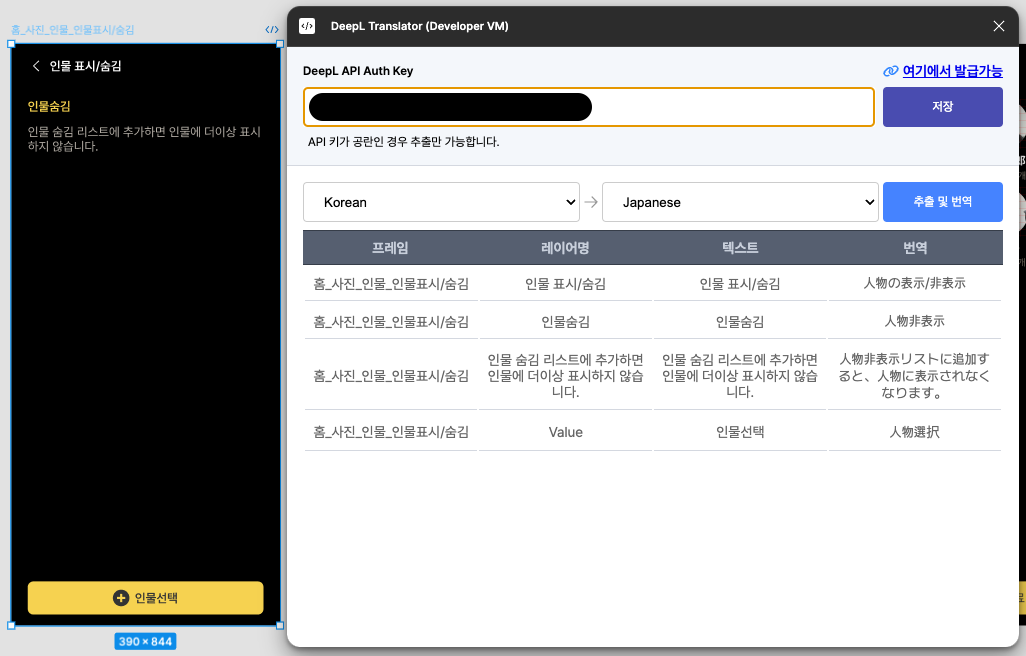 홈_사진_인물_인물표시/숨김
</>
인물 표시/숨김
인물숨김
인물 숨김 리스트에 추가하면 인물에 더이상 표시
하지 않습니다.
인물선택
390 × 844
</>
DeepL Translator (Developer VM)
DeepL API Auth Key
여기에서 발급가능
저장
API 키가 공란인 경우 추출만 가능합니다.
Korean
Japanese
추출 및 번역
프레임 레이어명 텍스트 번역
홈_사진_인물_인물표시/숨김 인물 표시/숨김 인물 표시/숨김 人物の表示/非表示
홈_사진_인물_인물표시/숨김 인물숨김 인물숨김 人物非表示
홈_사진_인물_인물표시/숨김
인물 숨김 리스트에 추가하면
인물에 더이상 표시하지 않습
니다.
인물 숨김 리스트에 추가하면
인물에 더이상 표시하지 않습
니다.
人物非表示リストに追加す
ると、人物に表示されなく
なります。
홈_사진_인물_인물표시/숨김 Value 인물선택 人物選択